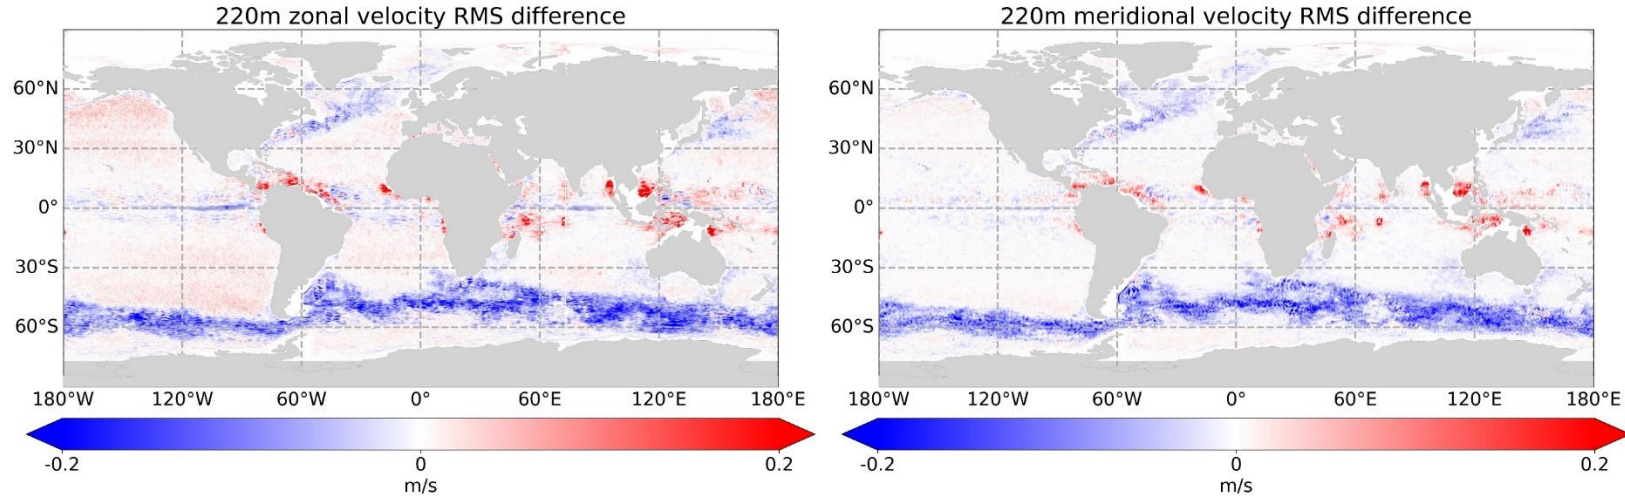 220m zonal velocity RMS difference
60°N
30°N
0°
30°S
60°S
180°W 120°W 60°W 0° 60°E 120°E 180°E
-0.2 0 0.2
m/s
220m meridional velocity RMS difference
60°N
30°N
0°
30°S
60°S
180°W 120°W 60°W 0° 60°E 120°E 180°E
-0.2 0 0.2
m/s